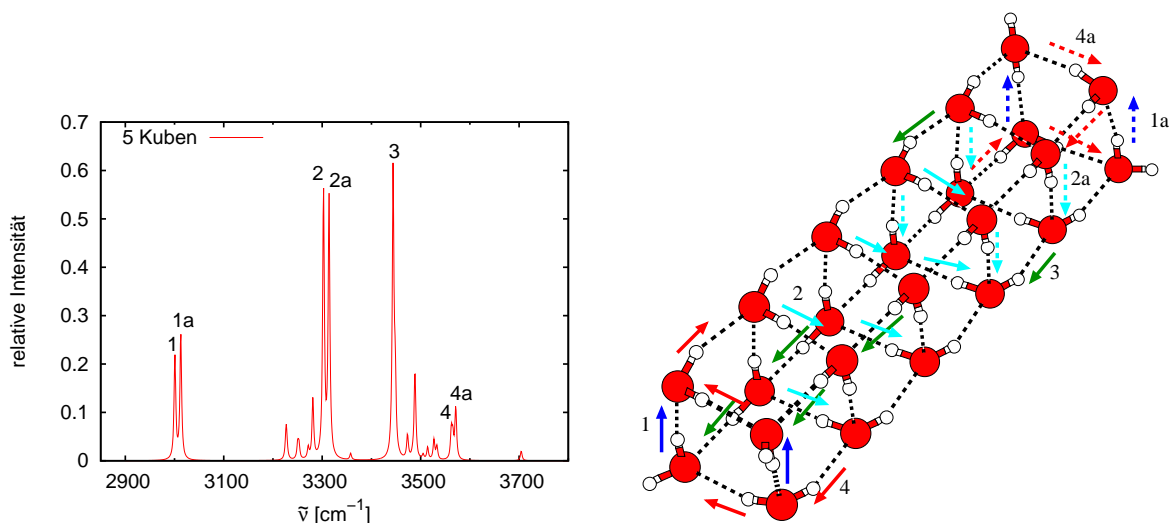 5 Kuben
0.7
0.6
0.5
0.4
0.3
0.2
0.1
0
2900 3100 3300 3500 3700
relative Intensität
ν̃ [cm⁻¹]
1
1a
2
2a
3
4
4a
4a
1a
2a
3
2
1
4